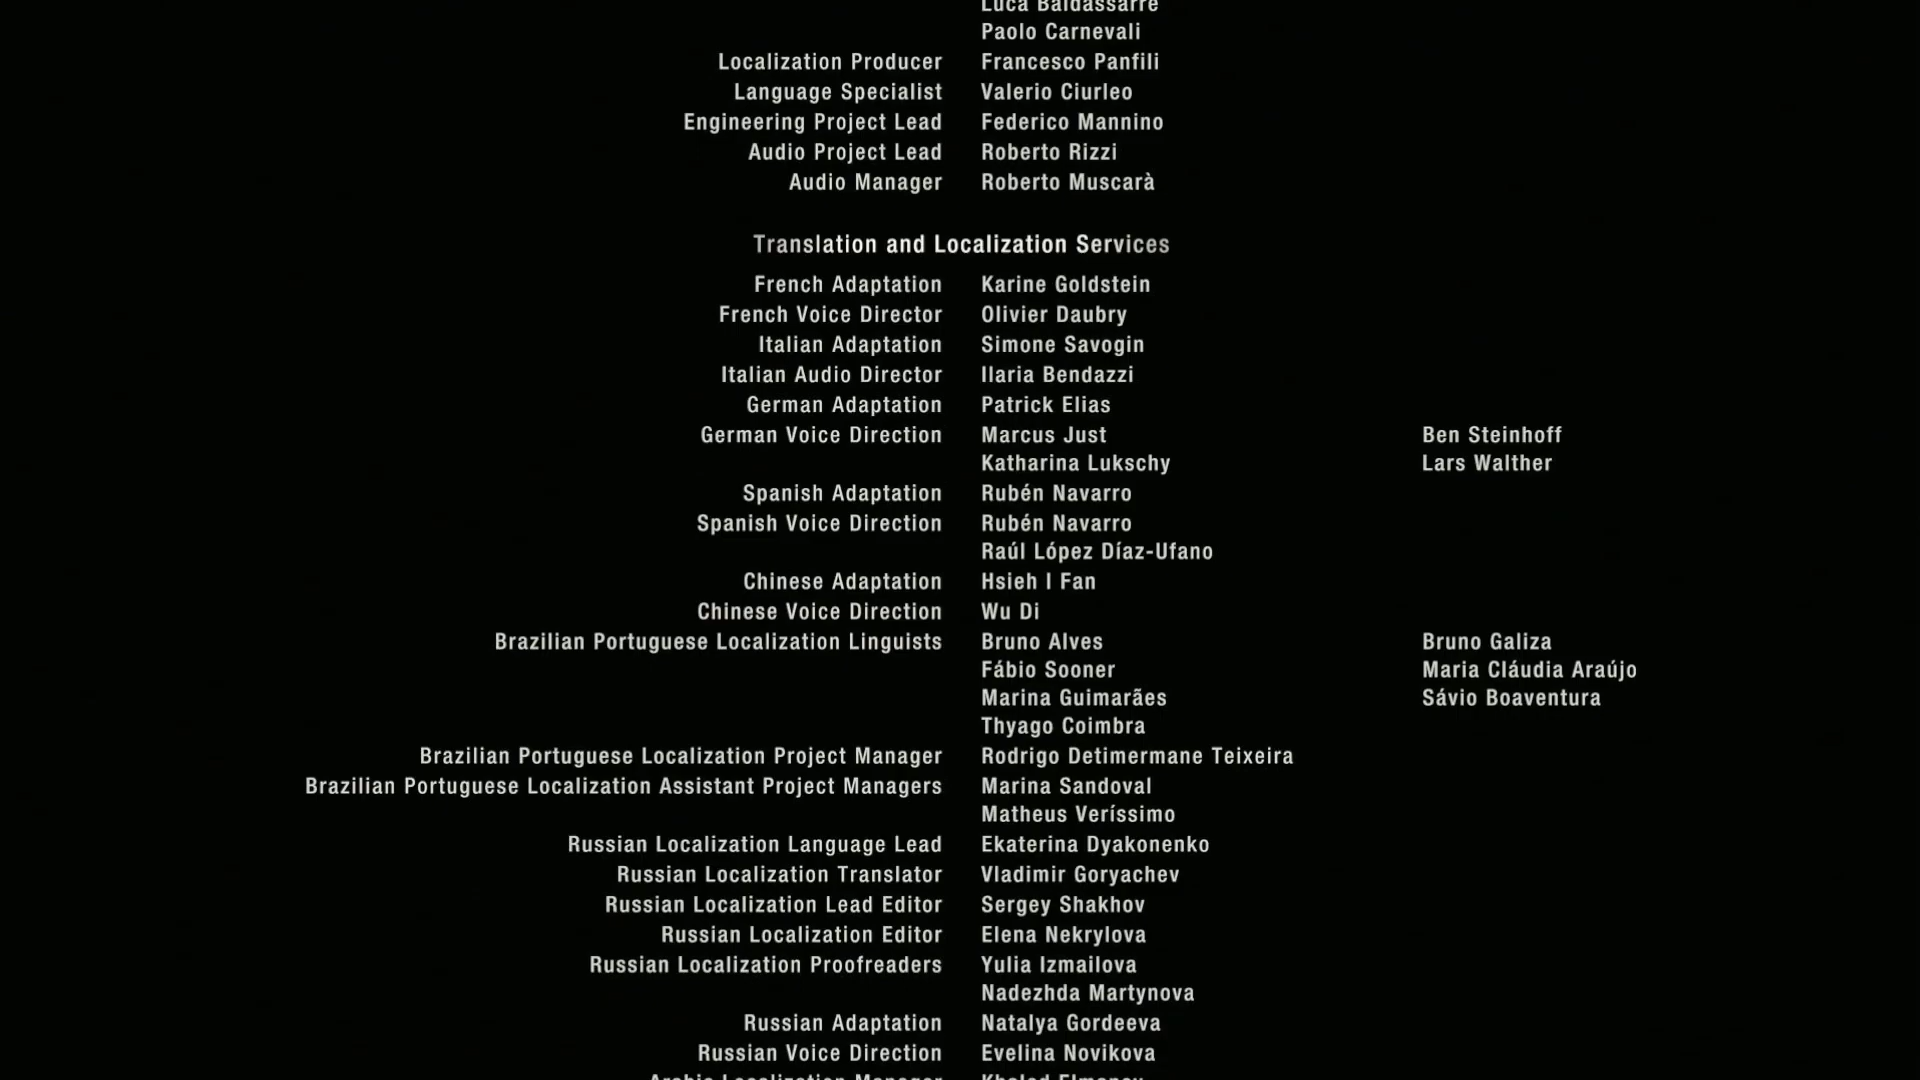 Luca Baldassarre
Paolo Carnevali
Localization Producer Francesco Panfili
Language Specialist Valerio Ciurleo
Engineering Project Lead Federico Mannino
Audio Project Lead Roberto Rizzi
Audio Manager Roberto Muscarà
Translation and Localization Services
French Adaptation Karine Goldstein
French Voice Director Olivier Daubry
Italian Adaptation Simone Savogin
Italian Audio Director Ilaria Bendazzi
German Adaptation Patrick Elias
German Voice Direction Marcus Just Ben Steinhoff
Katharina Lukschy Lars Walther
Spanish Adaptation Rubén Navarro
Spanish Voice Direction Rubén Navarro
Raúl López Díaz-Ufano
Chinese Adaptation Hsieh I Fan
Chinese Voice Direction Wu Di
Brazilian Portuguese Localization Linguists Bruno Alves Bruno Galiza
Fábio Sooner Maria Cláudia Araújo
Marina Guimarães Sávio Boaventura
Thyago Coimbra
Brazilian Portuguese Localization Project Manager Rodrigo Detimermane Teixeira
Brazilian Portuguese Localization Assistant Project Managers Marina Sandoval
Matheus Veríssimo
Russian Localization Language Lead Ekaterina Dyakonenko
Russian Localization Translator Vladimir Goryachev
Russian Localization Lead Editor Sergey Shakhov
Russian Localization Editor Elena Nekrylova
Russian Localization Proofreaders Yulia Izmailova
Nadezhda Martynova
Russian Adaptation Natalya Gordeeva
Russian Voice Direction Evelina Novikova
Arabic Localization Manager Khaled